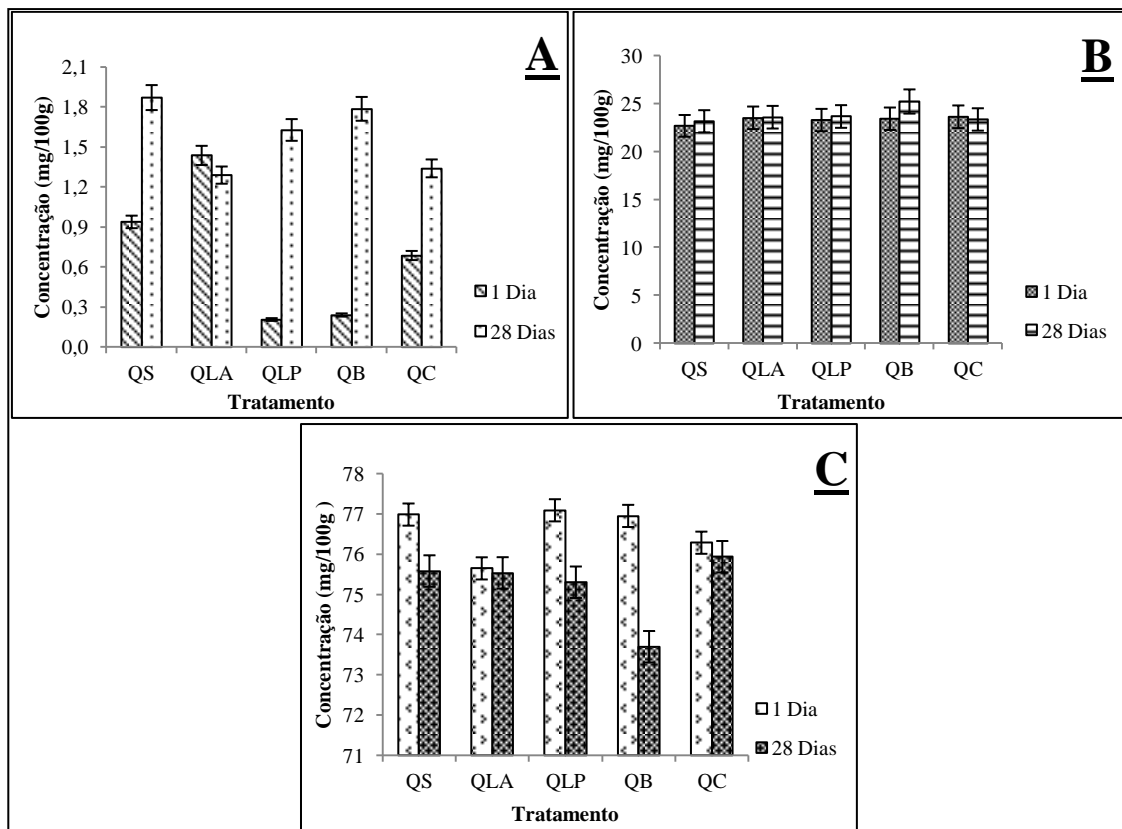 A
Concentração (mg/100g)
2,1
1,8
1,5
1,2
0,9
0,6
0,3
0,0
QS QLA QLP QB QC
Tratamento
1 Dia
28 Dias
B
Concentração (mg/100g)
30
25
20
15
10
5
0
QS QLA QLP QB QC
Tratamento
1 Dia
28 Dias
C
Concentração (mg/100g )
78
77
76
75
74
73
72
71
QS QLA QLP QB QC
Tratamento
1 Dia
28 Dias